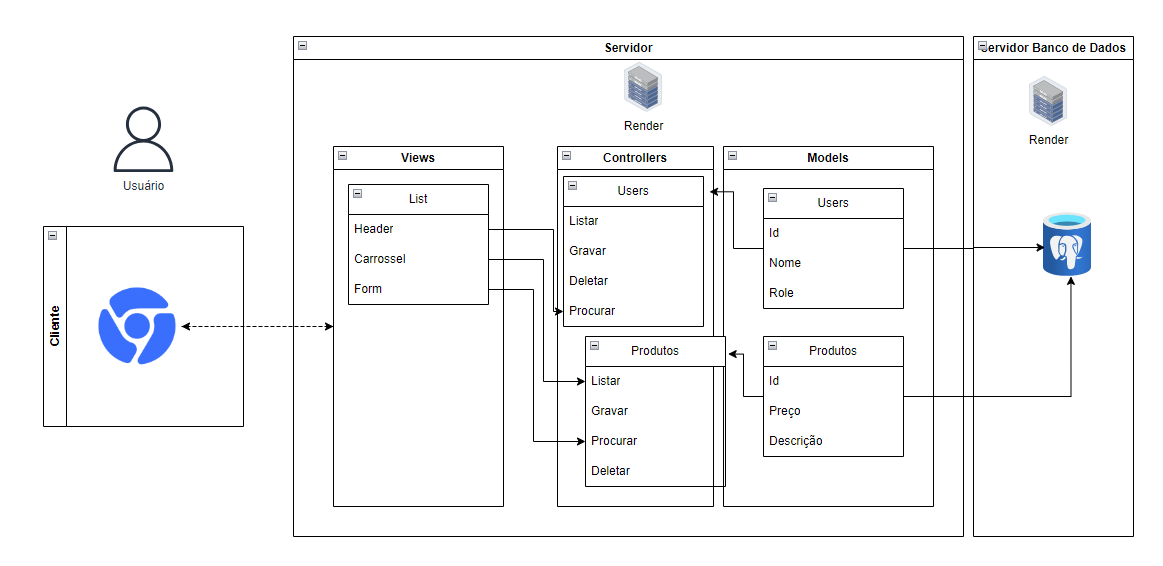 Servidor
Servidor Banco de Dados
Render
Render
Usuário
Cliente
Views
List
Header
Carrossel
Form
Controllers
Users
Listar
Gravar
Deletar
Procurar
Produtos
Listar
Gravar
Procurar
Deletar
Models
Users
Id
Nome
Role
Produtos
Id
Preço
Descrição